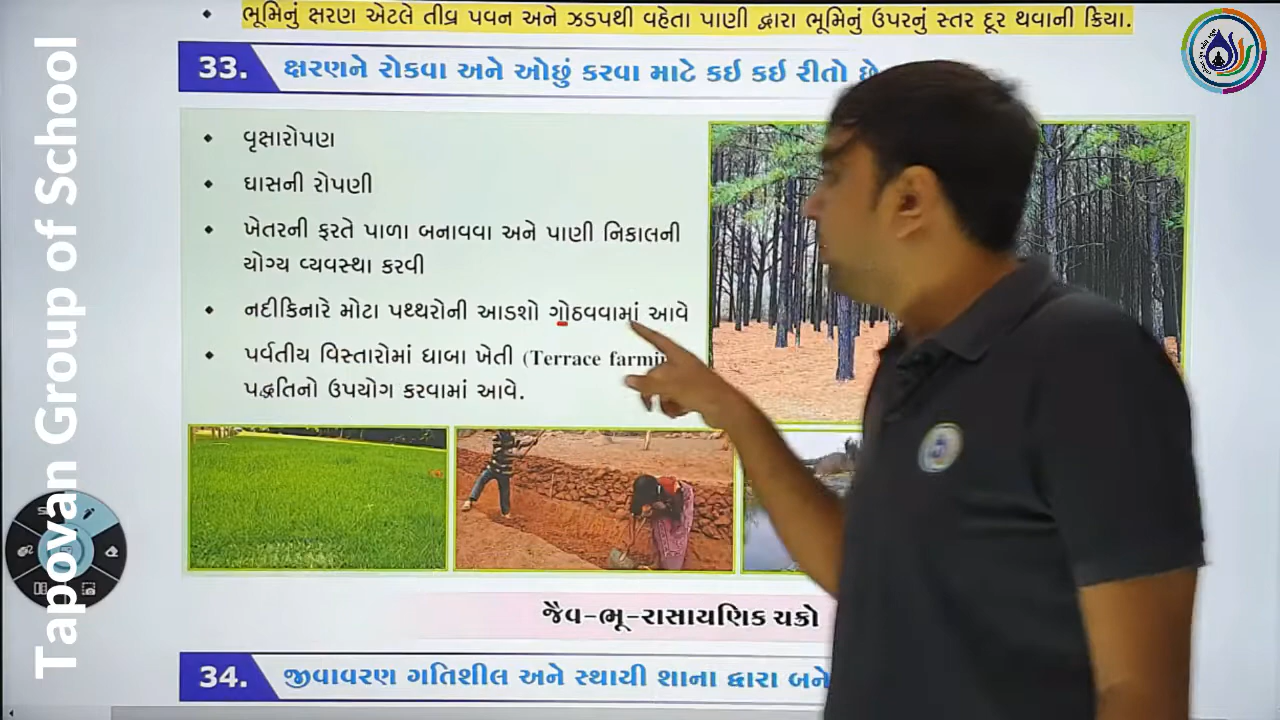 ભૂમિનું ક્ષરણ એટલે તીવ્ર પવન અને ઝડપથી વહેતા પાણી દ્વારા ભૂમિનું ઉપરનું સ્તર દૂર થવાની ક્રિયા.
33. ક્ષરણને રોકવા અને ઓછું કરવા માટે કઇ કઇ રીતો છે
વૃક્ષારોપણ
ઘાસની રોપણી
ખેતરની ફરતે પાળા બનાવવા અને પાણી નિકાલની
યોગ્ય વ્યવસ્થા કરવી
નદીકિનારે મોટા પથ્થરોની આડશો ગોઠવવામાં આવે
પર્વતીય વિસ્તારોમાં ધાબા ખેતી (Terrace
પદ્ધતિનો ઉપયોગ કરવામાં આવે.
જૈવ-ભૂ-રાસાયણિક ચક્રો
34. જીવાવરણ ગતિશીલ અને સ્થાયી શાના દ્વારા બને
Tapovan Group of School